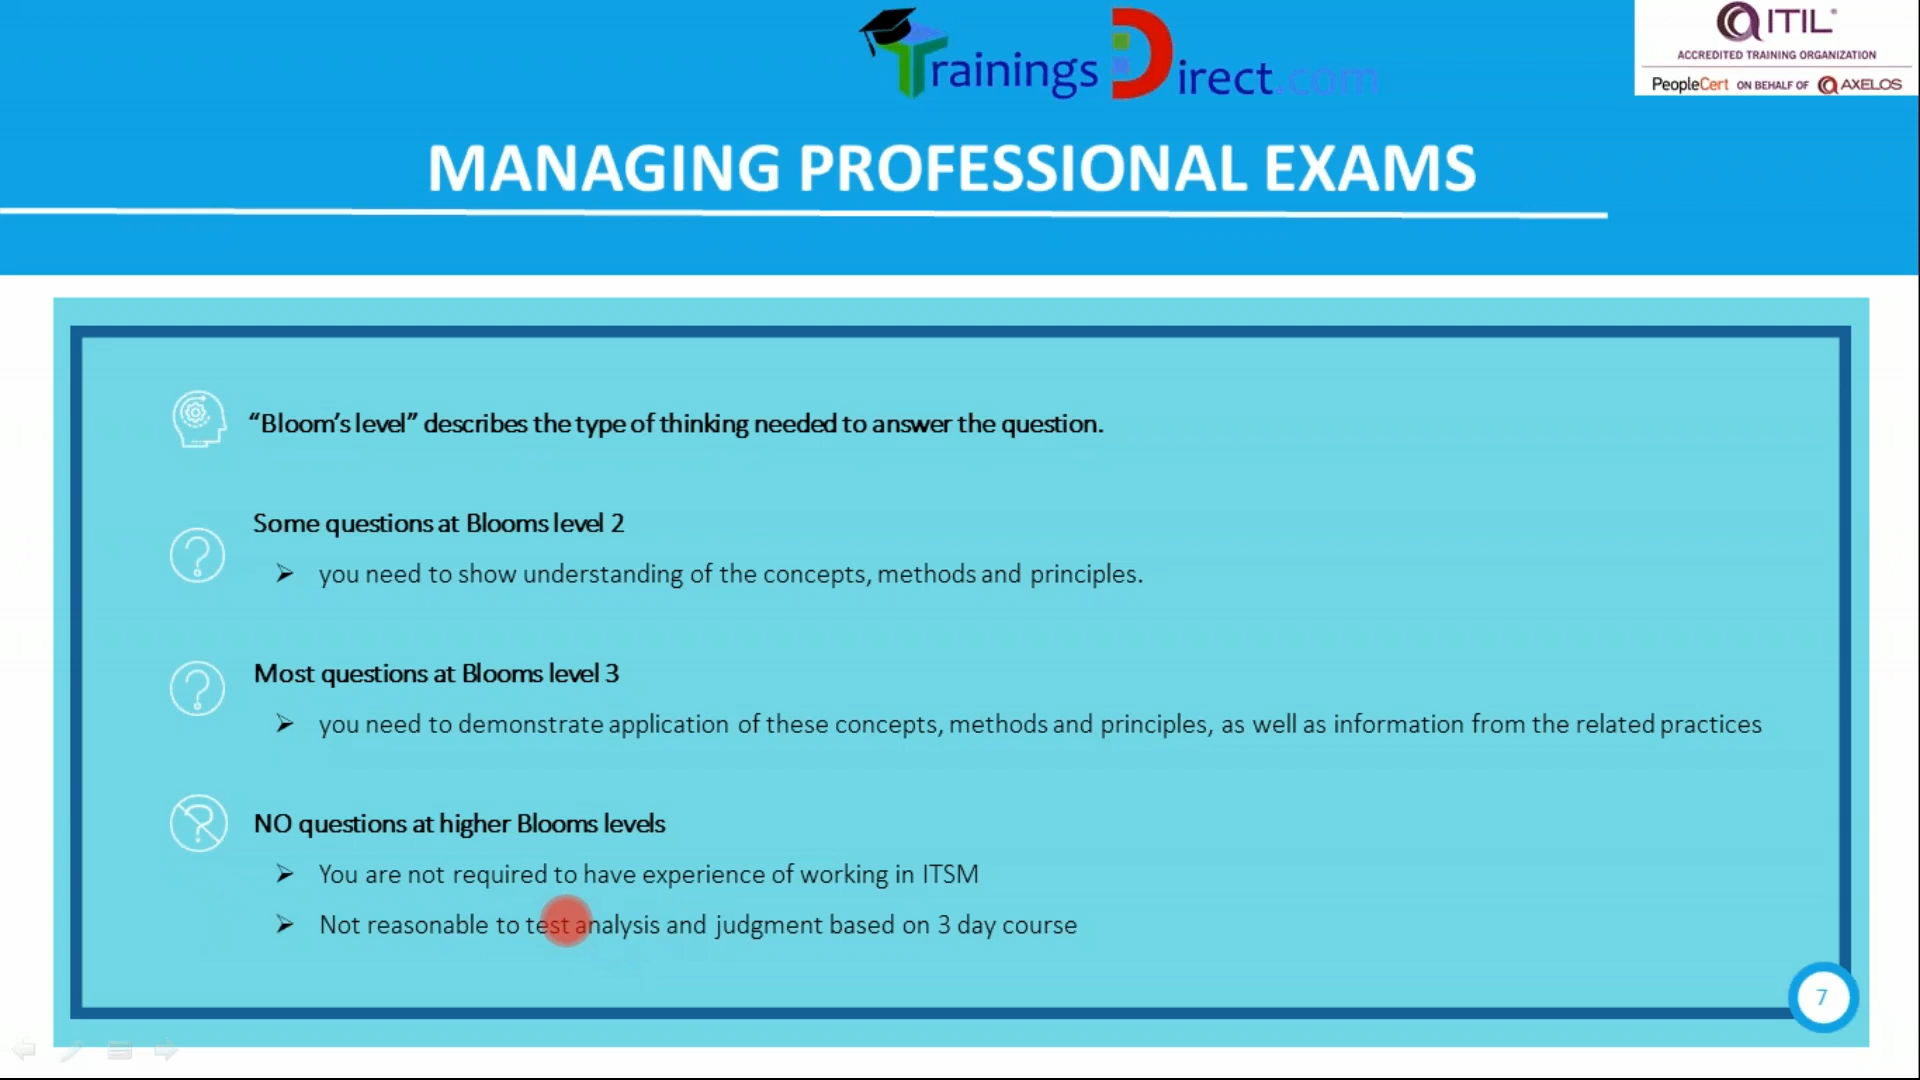 Trainings Direct.com
ITIL®
ACCREDITED TRAINING ORGANIZATION
PeopleCert ON BEHALF OF AXELOS
MANAGING PROFESSIONAL EXAMS
“Bloom’s level” describes the type of thinking needed to answer the question.
Some questions at Blooms level 2
you need to show understanding of the concepts, methods and principles.
Most questions at Blooms level 3
you need to demonstrate application of these concepts, methods and principles, as well as information from the related practices
NO questions at higher Blooms levels
You are not required to have experience of working in ITSM
Not reasonable to test analysis and judgment based on 3 day course
7